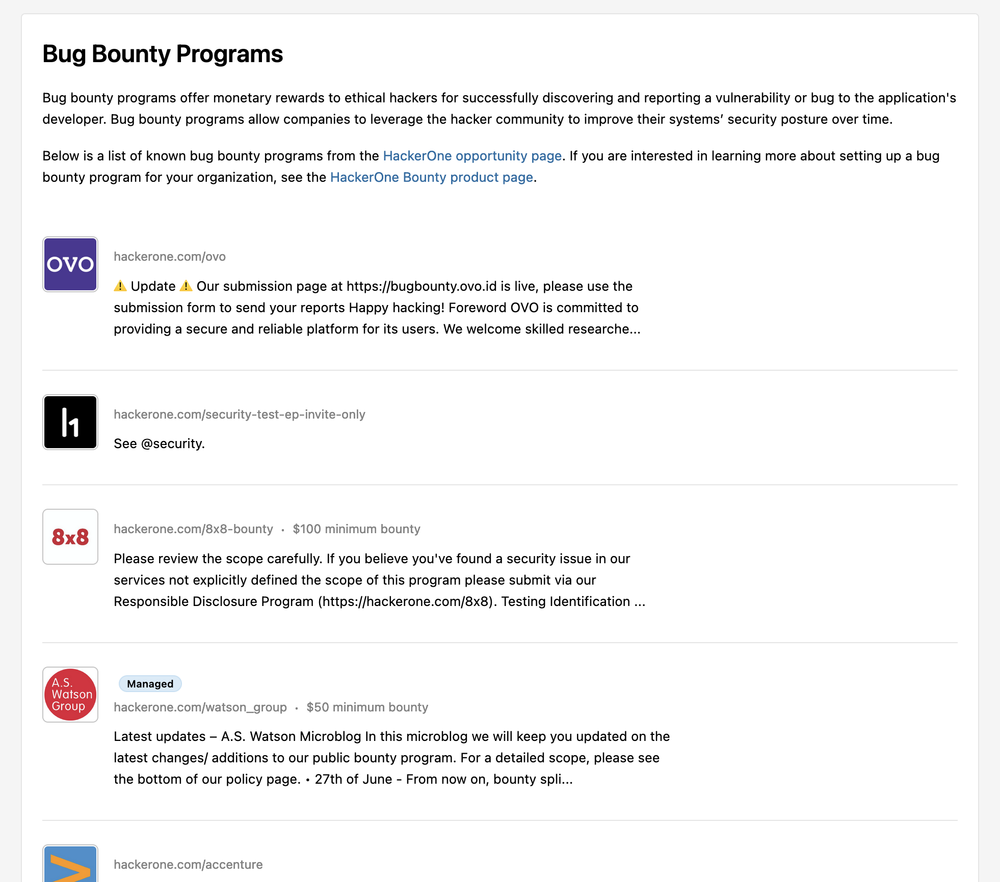 Bug Bounty Programs
Bug bounty programs offer monetary rewards to ethical hackers for successfully discovering and reporting a vulnerability or bug to the application's
developer. Bug bounty programs allow companies to leverage the hacker community to improve their systems’ security posture over time.
Below is a list of known bug bounty programs from the HackerOne opportunity page. If you are interested in learning more about setting up a bug
bounty program for your organization, see the HackerOne Bounty product page.
OVO
hackerone.com/ovo
⚠️ Update ⚠️ Our submission page at https://bugbounty.ovo.id is live, please use the
submission form to send your reports Happy hacking! Foreword OVO is committed to
providing a secure and reliable platform for its users. We welcome skilled researche...
h1
hackerone.com/security-test-ep-invite-only
See @security.
8x8
hackerone.com/8x8-bounty • $100 minimum bounty
Please review the scope carefully. If you believe you've found a security issue in our
services not explicitly defined the scope of this program please submit via our
Responsible Disclosure Program (https://hackerone.com/8x8). Testing Identification ...
A.S.
Watson
Group
Managed
hackerone.com/watson_group • $50 minimum bounty
Latest updates – A.S. Watson Microblog In this microblog we will keep you updated on the
latest changes/ additions to our public bounty program. For a detailed scope, please see
the bottom of our policy page. • 27th of June - From now on, bounty spli...
hackerone.com/accenture